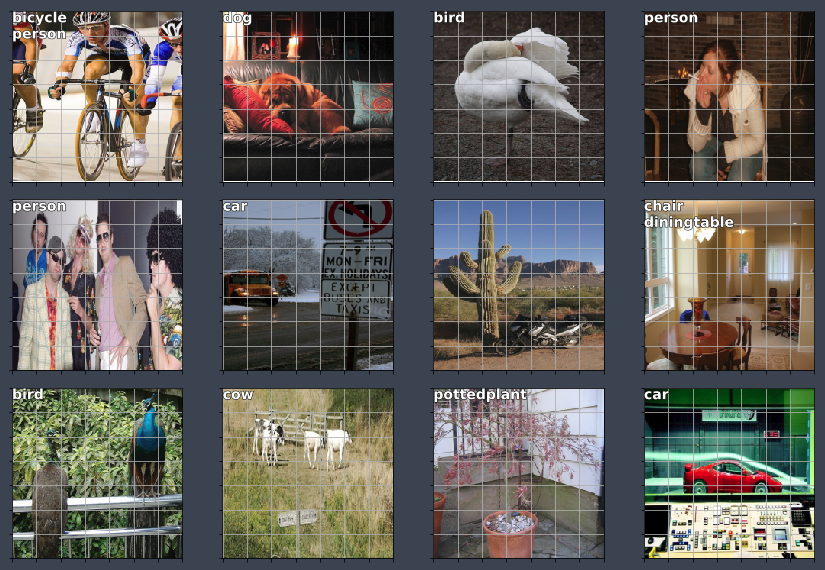 bicycle
person
dog
bird
person
person
car
MON-FRI
EX HOLIDAYS
EXCEPT
BUSES AND
TAXIS
chair
diningtable
bird
cow
pottedplant
car